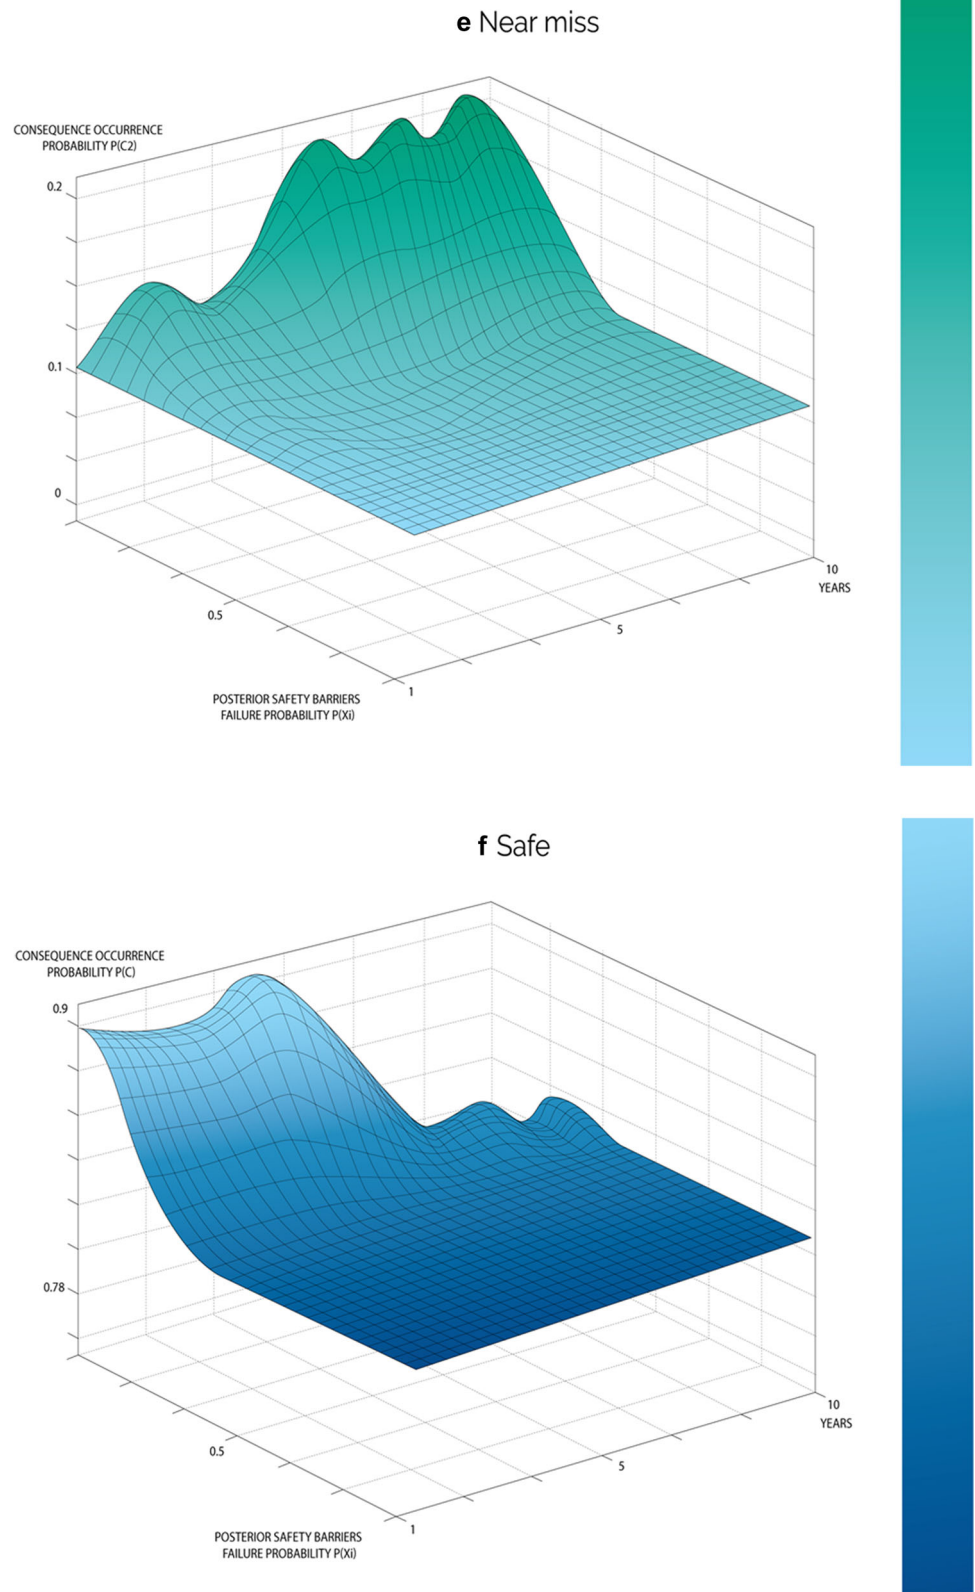 e Near miss
CONSEQUENCE OCCURRENCE
PROBABILITY P(C2)
0.2
0.1
0
0.5
1
5
10
YEARS
POSTERIOR SAFETY BARRIERS
FAILURE PROBABILITY P(Xi)
f Safe
CONSEQUENCE OCCURRENCE
PROBABILITY P(C)
0.9
0.78
0.5
1
5
10
YEARS
POSTERIOR SAFETY BARRIERS
FAILURE PROBABILITY P(Xi)